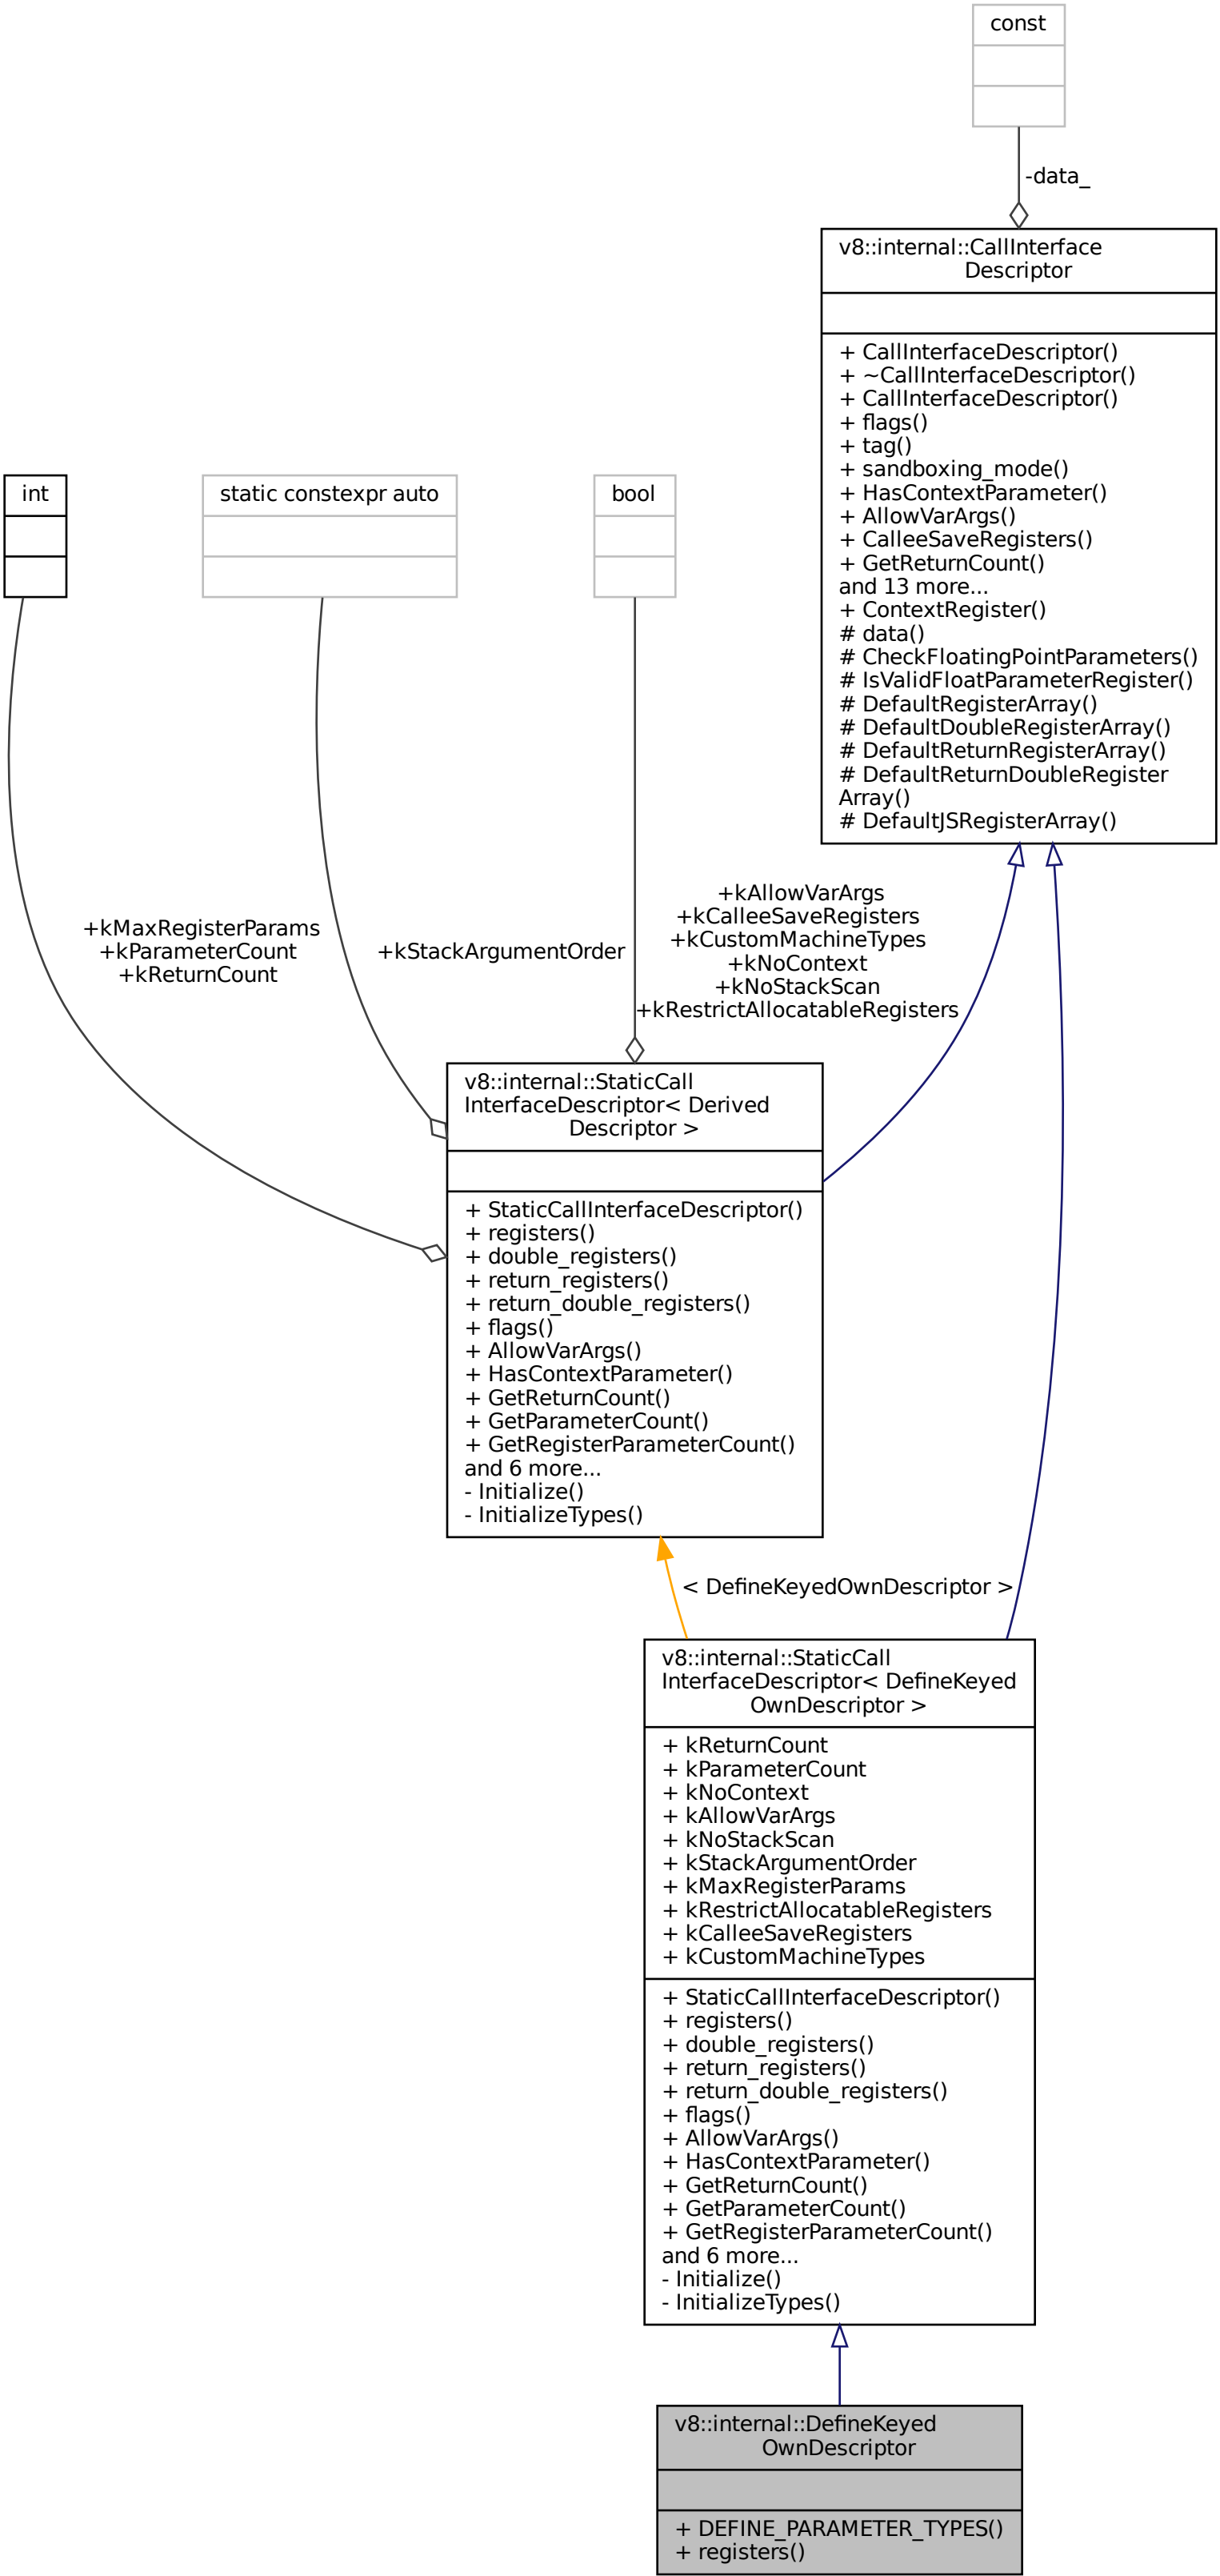 const
-data_
v8::internal::CallInterface
Descriptor
+ CallInterfaceDescriptor()
+ ~CallInterfaceDescriptor()
+ CallInterfaceDescriptor()
+ flags()
+ tag()
+ sandboxing_mode()
+ HasContextParameter()
+ AllowVarArgs()
+ CalleeSaveRegisters()
+ GetReturnCount()
and 13 more...
+ ContextRegister()
# data()
# CheckFloatingPointParameters()
# IsValidFloatParameterRegister()
# DefaultRegisterArray()
# DefaultDoubleRegisterArray()
# DefaultReturnRegisterArray()
# DefaultReturnDoubleRegister
Array()
# DefaultJSRegisterArray()
int
static constexpr auto
bool
+kMaxRegisterParams
+kParameterCount
+kReturnCount
+kStackArgumentOrder
+kAllowVarArgs
+kCalleeSaveRegisters
+kCustomMachineTypes
+kNoContext
+kNoStackScan
+kRestrictAllocatableRegisters
v8::internal::StaticCall
InterfaceDescriptor< Derived
Descriptor >
+ StaticCallInterfaceDescriptor()
+ registers()
+ double_registers()
+ return_registers()
+ return_double_registers()
+ flags()
+ AllowVarArgs()
+ HasContextParameter()
+ GetReturnCount()
+ GetParameterCount()
+ GetRegisterParameterCount()
and 6 more...
- Initialize()
- InitializeTypes()
< DefineKeyedOwnDescriptor >
v8::internal::StaticCall
InterfaceDescriptor< DefineKeyed
OwnDescriptor >
+ kReturnCount
+ kParameterCount
+ kNoContext
+ kAllowVarArgs
+ kNoStackScan
+ kStackArgumentOrder
+ kMaxRegisterParams
+ kRestrictAllocatableRegisters
+ kCalleeSaveRegisters
+ kCustomMachineTypes
+ StaticCallInterfaceDescriptor()
+ registers()
+ double_registers()
+ return_registers()
+ return_double_registers()
+ flags()
+ AllowVarArgs()
+ HasContextParameter()
+ GetReturnCount()
+ GetParameterCount()
+ GetRegisterParameterCount()
and 6 more...
- Initialize()
- InitializeTypes()
v8::internal::DefineKeyed
OwnDescriptor
+ DEFINE_PARAMETER_TYPES()
+ registers()